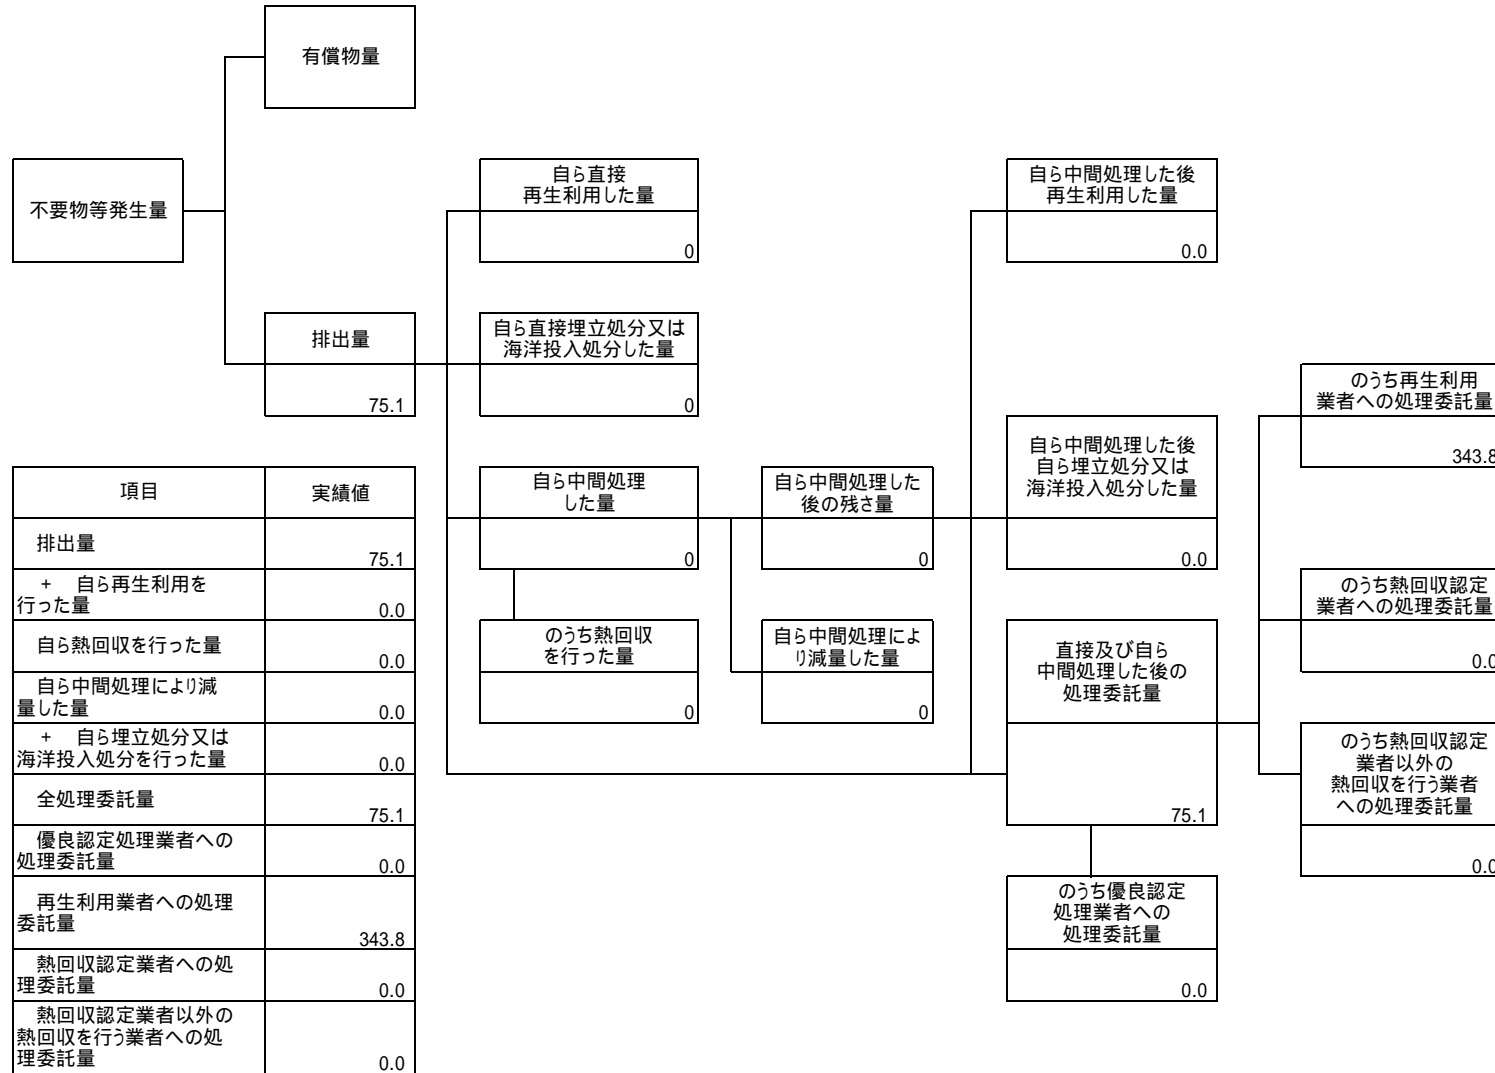 有償物量
不要物等発生量
自ら直接
再生利用した量
0
自ら中間処理した後
再生利用した量
0.0
排出量
75.1
自ら直接埋立処分又は
海洋投入処分した量
0
のうち再生利用
業者への処理委託量
343.8
項目
実績値
排出量
75.1
+ 自ら再生利用を
行った量
0.0
自ら熱回収を行った量
0.0
自ら中間処理により減
量した量
0.0
+ 自ら埋立処分又は
海洋投入処分を行った量
0.0
全処理委託量
75.1
優良認定処理業者への
処理委託量
0.0
再生利用業者への処理
委託量
343.8
熱回収認定業者への処
理委託量
0.0
熱回収認定業者以外の
熱回収を行う業者への処
理委託量
0.0
自ら中間処理
した量
0
自ら中間処理した
後の残さ量
0
自ら中間処理した後
自ら埋立処分又は
海洋投入処分した量
0.0
のうち熱回収
を行った量
0
自ら中間処理によ
り減量した量
0
直接及び自ら
中間処理した後の
処理委託量
75.1
のうち熱回収認定
業者への処理委託量
0.0
のうち熱回収認定
業者以外の
熱回収を行う業者
への処理委託量
0.0
のうち優良認定
処理業者への
処理委託量
0.0